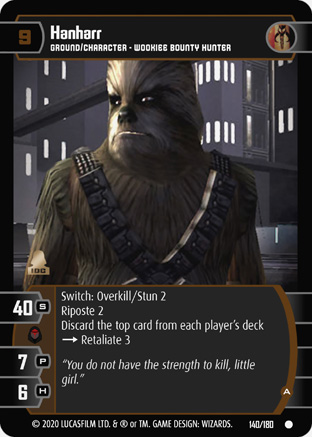 9
Hanharr
GROUND/CHARACTER - WOOKIEE BOUNTY HUNTER
100
40 S
7 P
6 H
Switch: Overkill/Stun 2
Riposte 2
Discard the top card from each player's deck
→ Retaliate 3
"You do not have the strength to kill, little
girl."
A
© 2020 LUCASFILM LTD. & ® or TM. GAME DESIGN: WIZARDS. 140/180